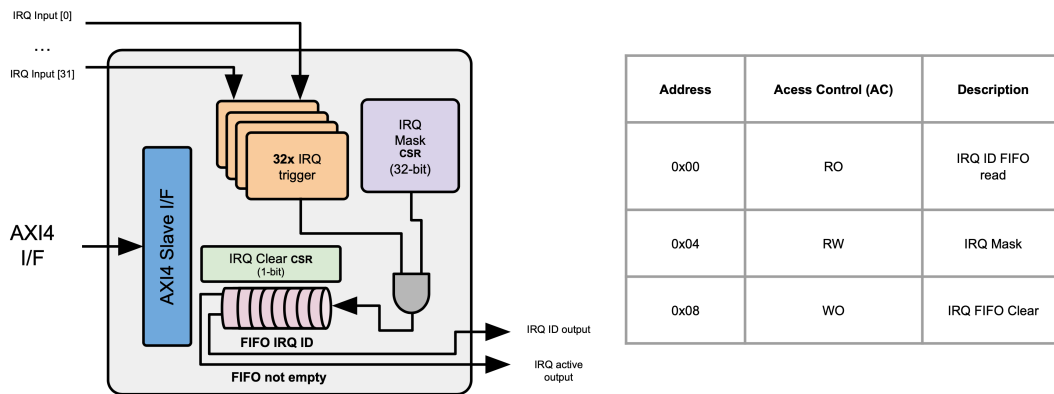 IRQ Input [0]
...
IRQ Input [31]
32x IRQ
trigger
IRQ
Mask
CSR
(32-bit)
AXI4
I/F
AXI4 Slave I/F
IRQ Clear CSR
(1-bit)
FIFO IRQ ID
FIFO not empty
IRQ ID output
IRQ active
output
Address Acess Control (AC) Description
0x00 RO IRQ ID FIFO
read
0x04 RW IRQ Mask
0x08 WO IRQ FIFO Clear